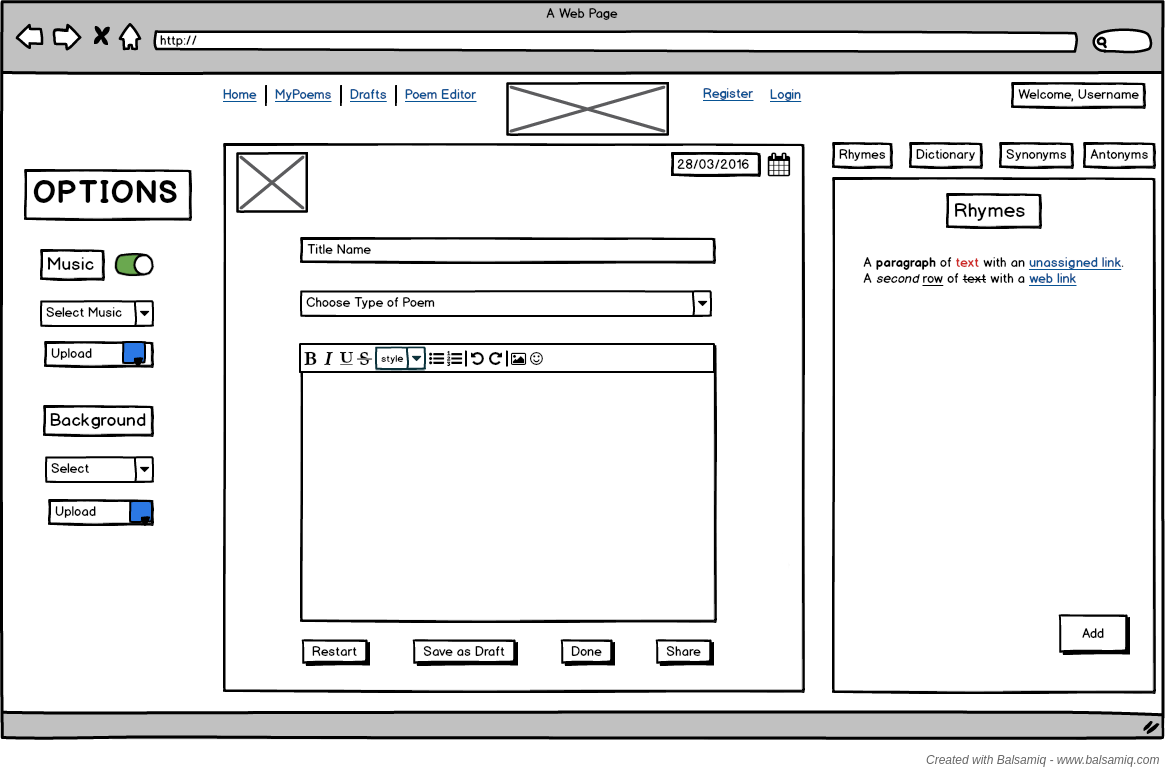 A Web Page
http://
Home MyPoems Drafts Poem Editor Register Login Welcome, Username
OPTIONS
Music
Select Music
Upload
Background
Select
Upload
28/03/2016
Title Name
Choose Type of Poem
B I U S style
Restart Save as Draft Done Share
Rhymes Dictionary Synonyms Antonyms
Rhymes
A paragraph of text with an unassigned link.
A second row of text with a web link
Add
Created with Balsamiq - www.balsamiq.com